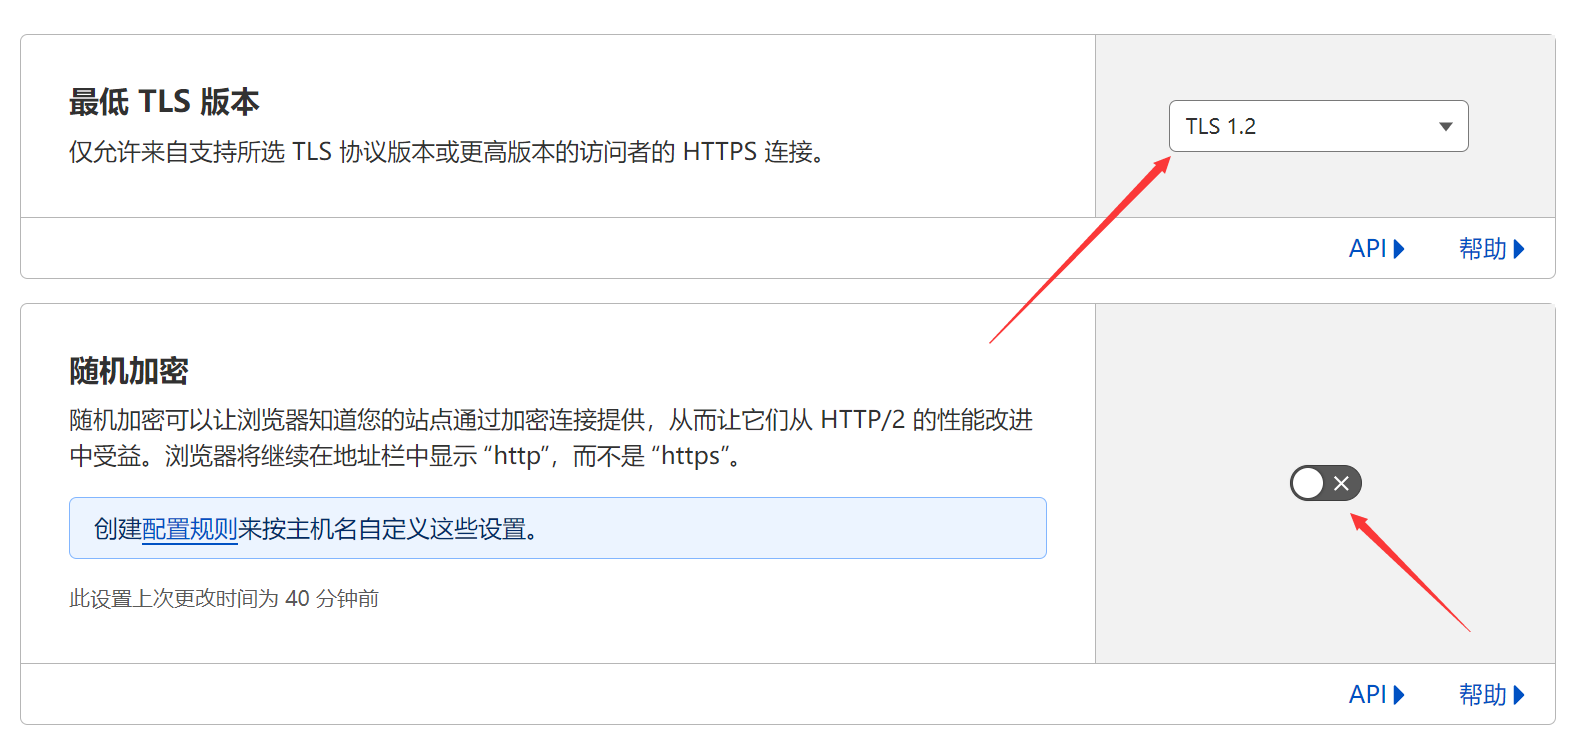 最低 TLS 版本
仅允许来自支持所选 TLS 协议版本或更高版本的访问者的 HTTPS 连接。
TLS 1.2
API
帮助
随机加密
随机加密可以让浏览器知道您的站点通过加密连接提供，从而让它们从 HTTP/2 的性能改进
中受益。浏览器将继续在地址栏中显示 “http”，而不是 “https”。
创建配置规则来按主机名自定义这些设置。
此设置上次更改时间为 40 分钟前
API
帮助